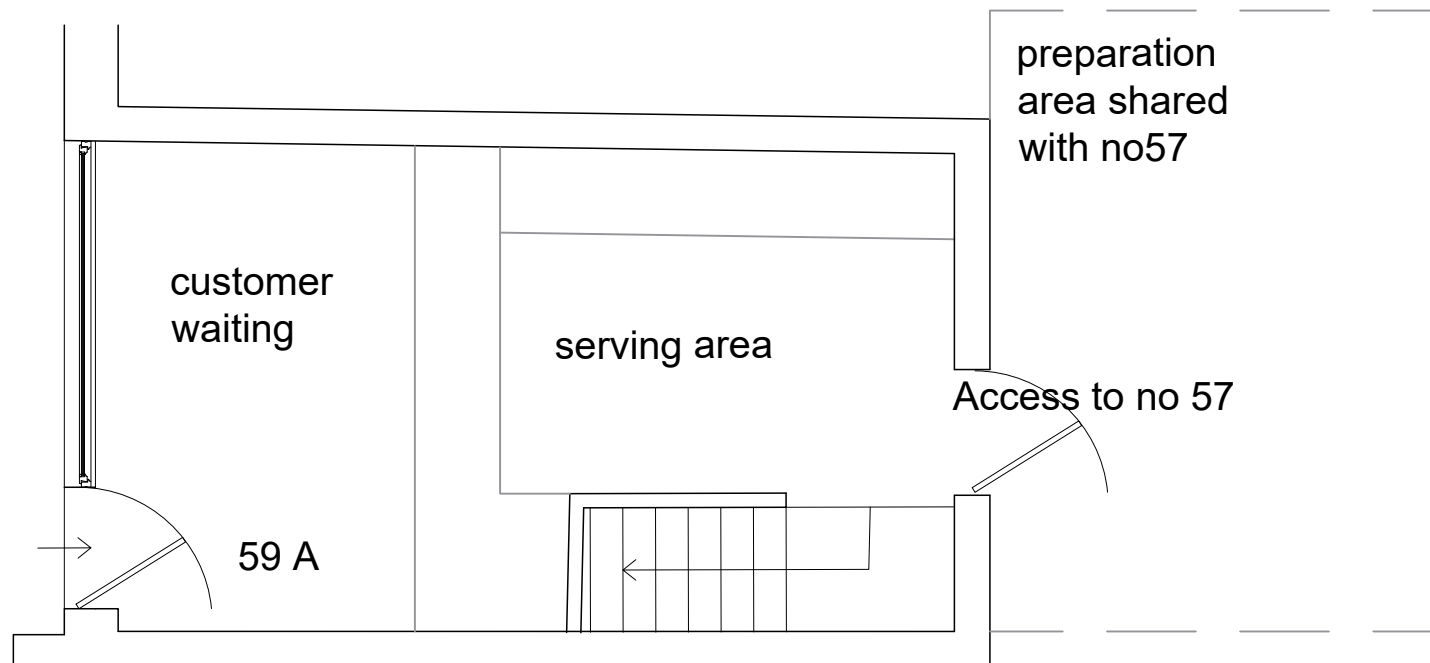 preparation
area shared
with no57
customer
waiting
serving area
Access to no 57
59 A